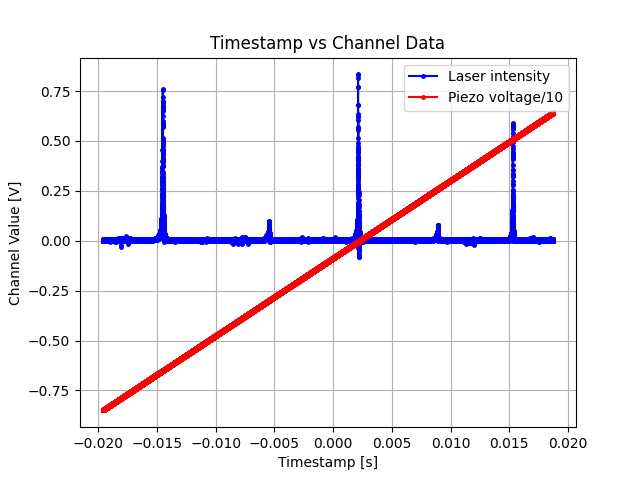 Timestamp vs Channel Data
Laser intensity
Piezo voltage/10
Channel Value [V]
0.75
0.50
0.25
0.00
−0.25
−0.50
−0.75
−0.020 −0.015 −0.010 −0.005 0.000 0.005 0.010 0.015 0.020
Timestamp [s]